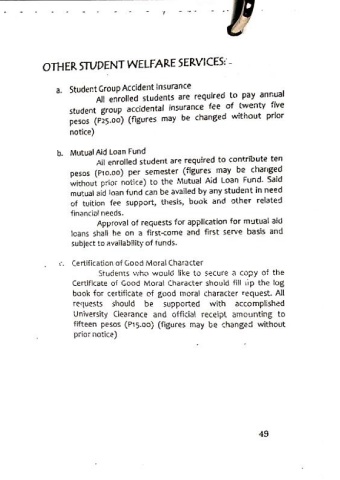 OTHER STUDENT WELFARE SERVICES: -
a. Student Group Accident Insurance
All enrolled students are required to pay annual
student group accidental insurance fee of twenty five
pesos (P25.00) (figures may be changed without prior
notice)
b. Mutual Aid Loan Fund
All enrolled student are required to contribute ten
pesos (P10.00) per semester (figures may be changed
without prior notice) to the Mutual Aid Loan Fund. Said
mutual aid loan fund can be availed by any student in need
of tuition fee support, thesis, book and other related
financial needs.
Approval of requests for application for mutual aid
loans shall he on a first-come and first serve basis and
subject to availability of funds.
c. Certification of Good Moral Character
Students who would like to secure a copy of the
Certificate of Good Moral Character should fill up the log
book for certificate of good moral character request. All
requests should be supported with accomplished
University Clearance and official receipt amounting to
fifteen pesos (P15.00) (figures may be changed without
prior notice)
49